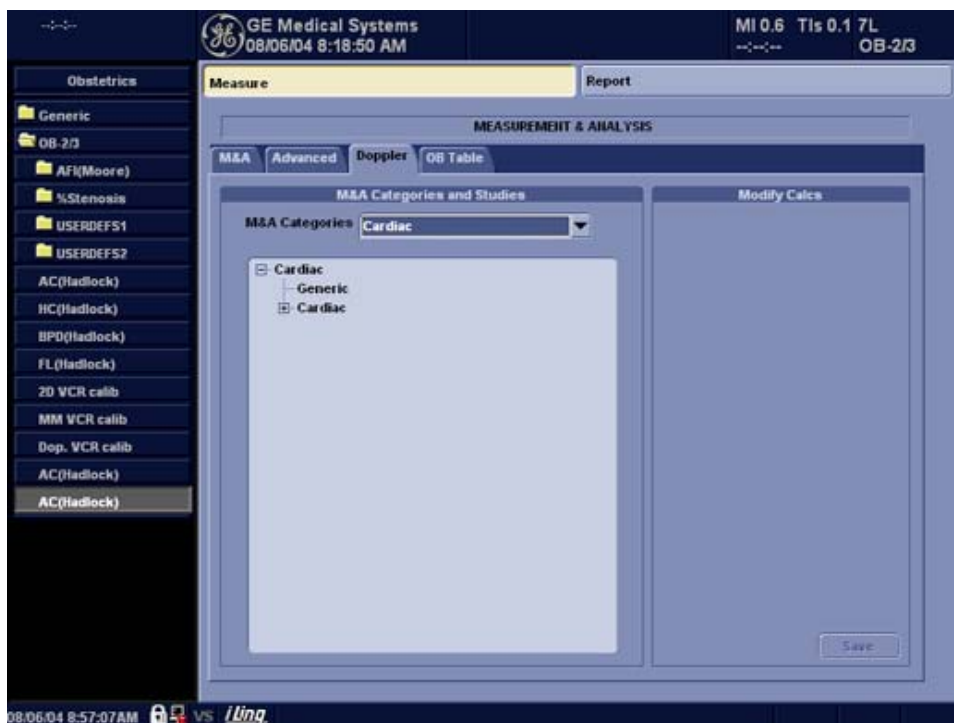 --:--:--
GE Medical Systems
08/06/04 8:18:50 AM
MI 0.6 TIs 0.1 7L
--:--:-- OB-2/3
Obstetrics
Generic
OB-2/3
AFI(Moore)
%Stenosis
USERDEFS1
USERDEFS2
AC(Hadlock)
HC(Hadlock)
BPD(Hadlock)
FL(Hadlock)
2D VCR calib
MM VCR calib
Dop. VCR calib
AC(Hadlock)
AC(Hadlock)
Measure
Report
MEASUREMENT & ANALYSIS
M&A Advanced Doppler OB Table
M&A Categories and Studies
M&A Categories Cardiac
Cardiac
Generic
Cardiac
Modify Calcs
Save
08/06/04 8:57:07AM VS iLinq